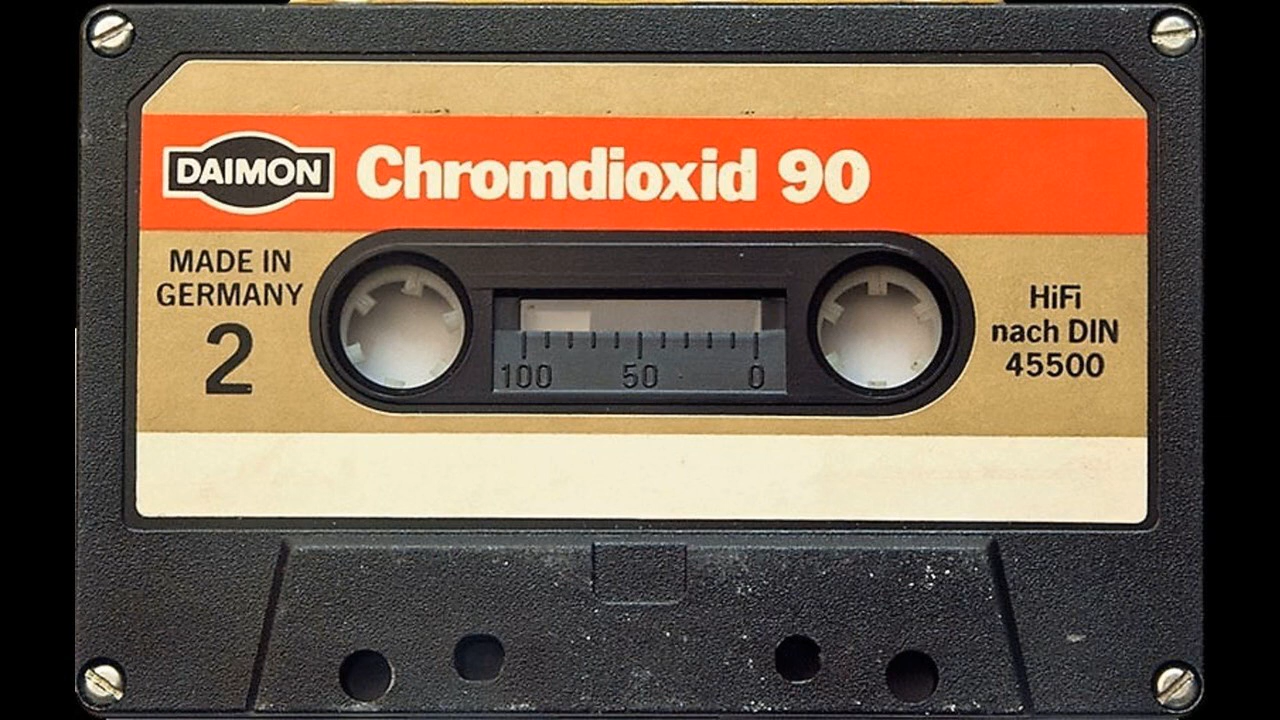 DAIMON Chromdioxid 90
MADE IN
GERMANY
2
100 50 0
HiFi
nach DIN
45500